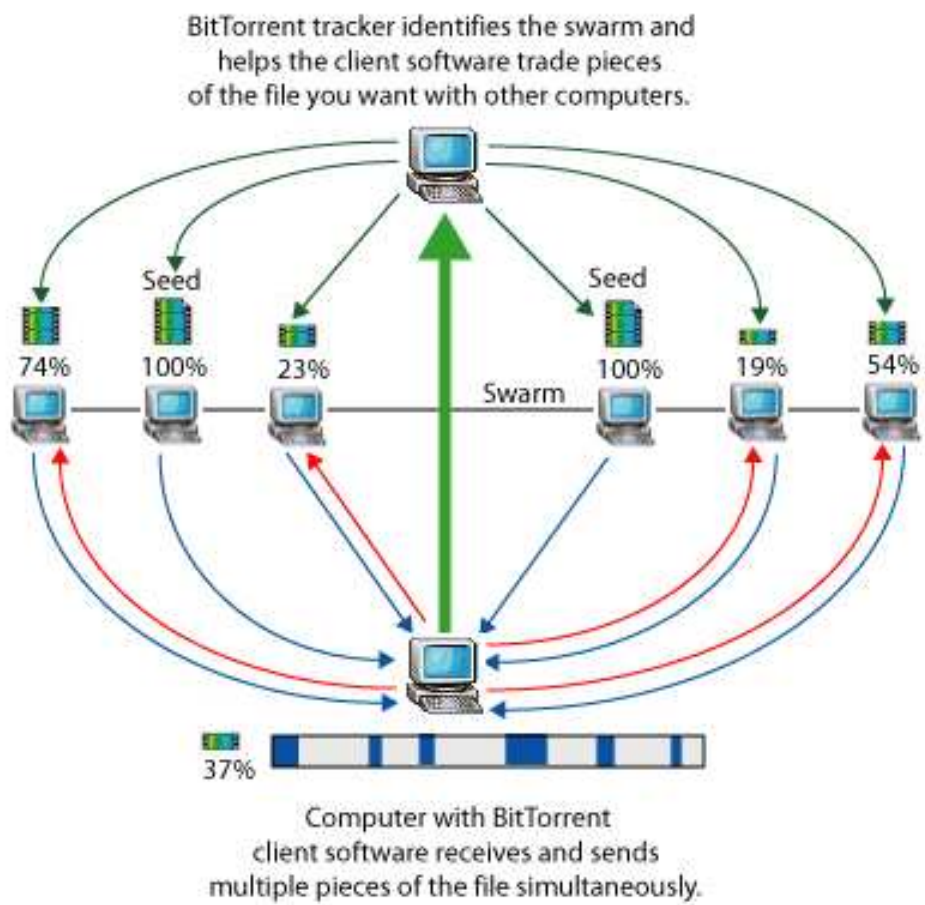 BitTorrent tracker identifies the swarm and
helps the client software trade pieces
of the file you want with other computers.
Seed
Seed
74%
100%
23%
100%
19%
54%
Swarm
37%
Computer with BitTorrent
client software receives and sends
multiple pieces of the file simultaneously.